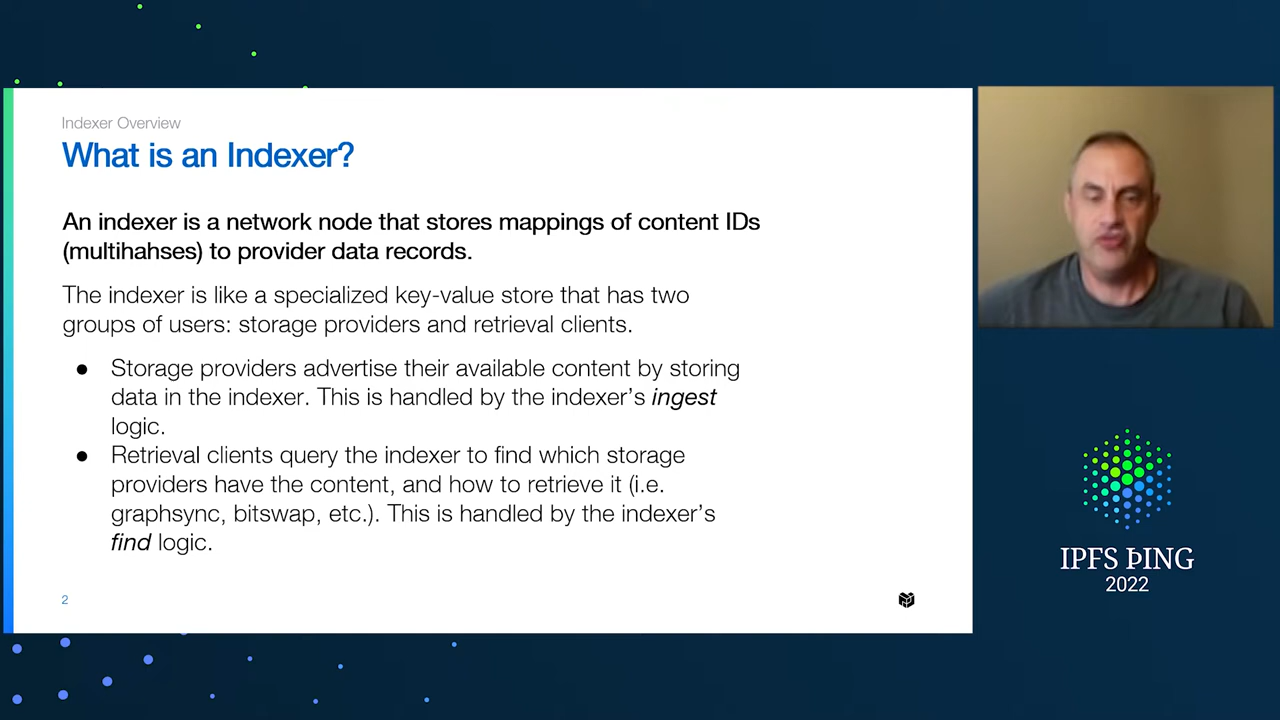 Indexer Overview
What is an Indexer?
An indexer is a network node that stores mappings of content IDs
(multihahses) to provider data records.
The indexer is like a specialized key-value store that has two
groups of users: storage providers and retrieval clients.
● Storage providers advertise their available content by storing
data in the indexer. This is handled by the indexer’s ingest
logic.
● Retrieval clients query the indexer to find which storage
providers have the content, and how to retrieve it (i.e.
graphsync, bitswap, etc.). This is handled by the indexer’s
find logic.
2
IPFS ÞING
2022